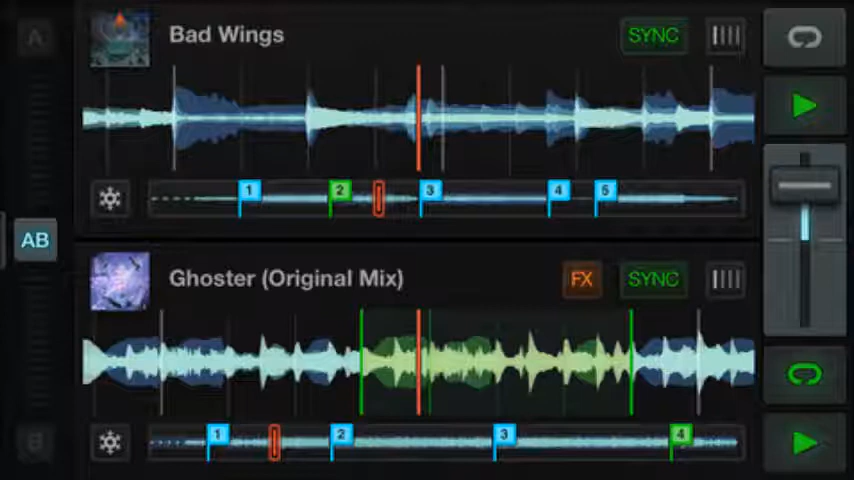 A
Bad Wings
SYNC
1
2
3
4
5
AB
Ghoster (Original Mix)
FX
SYNC
1
2
3
4
B